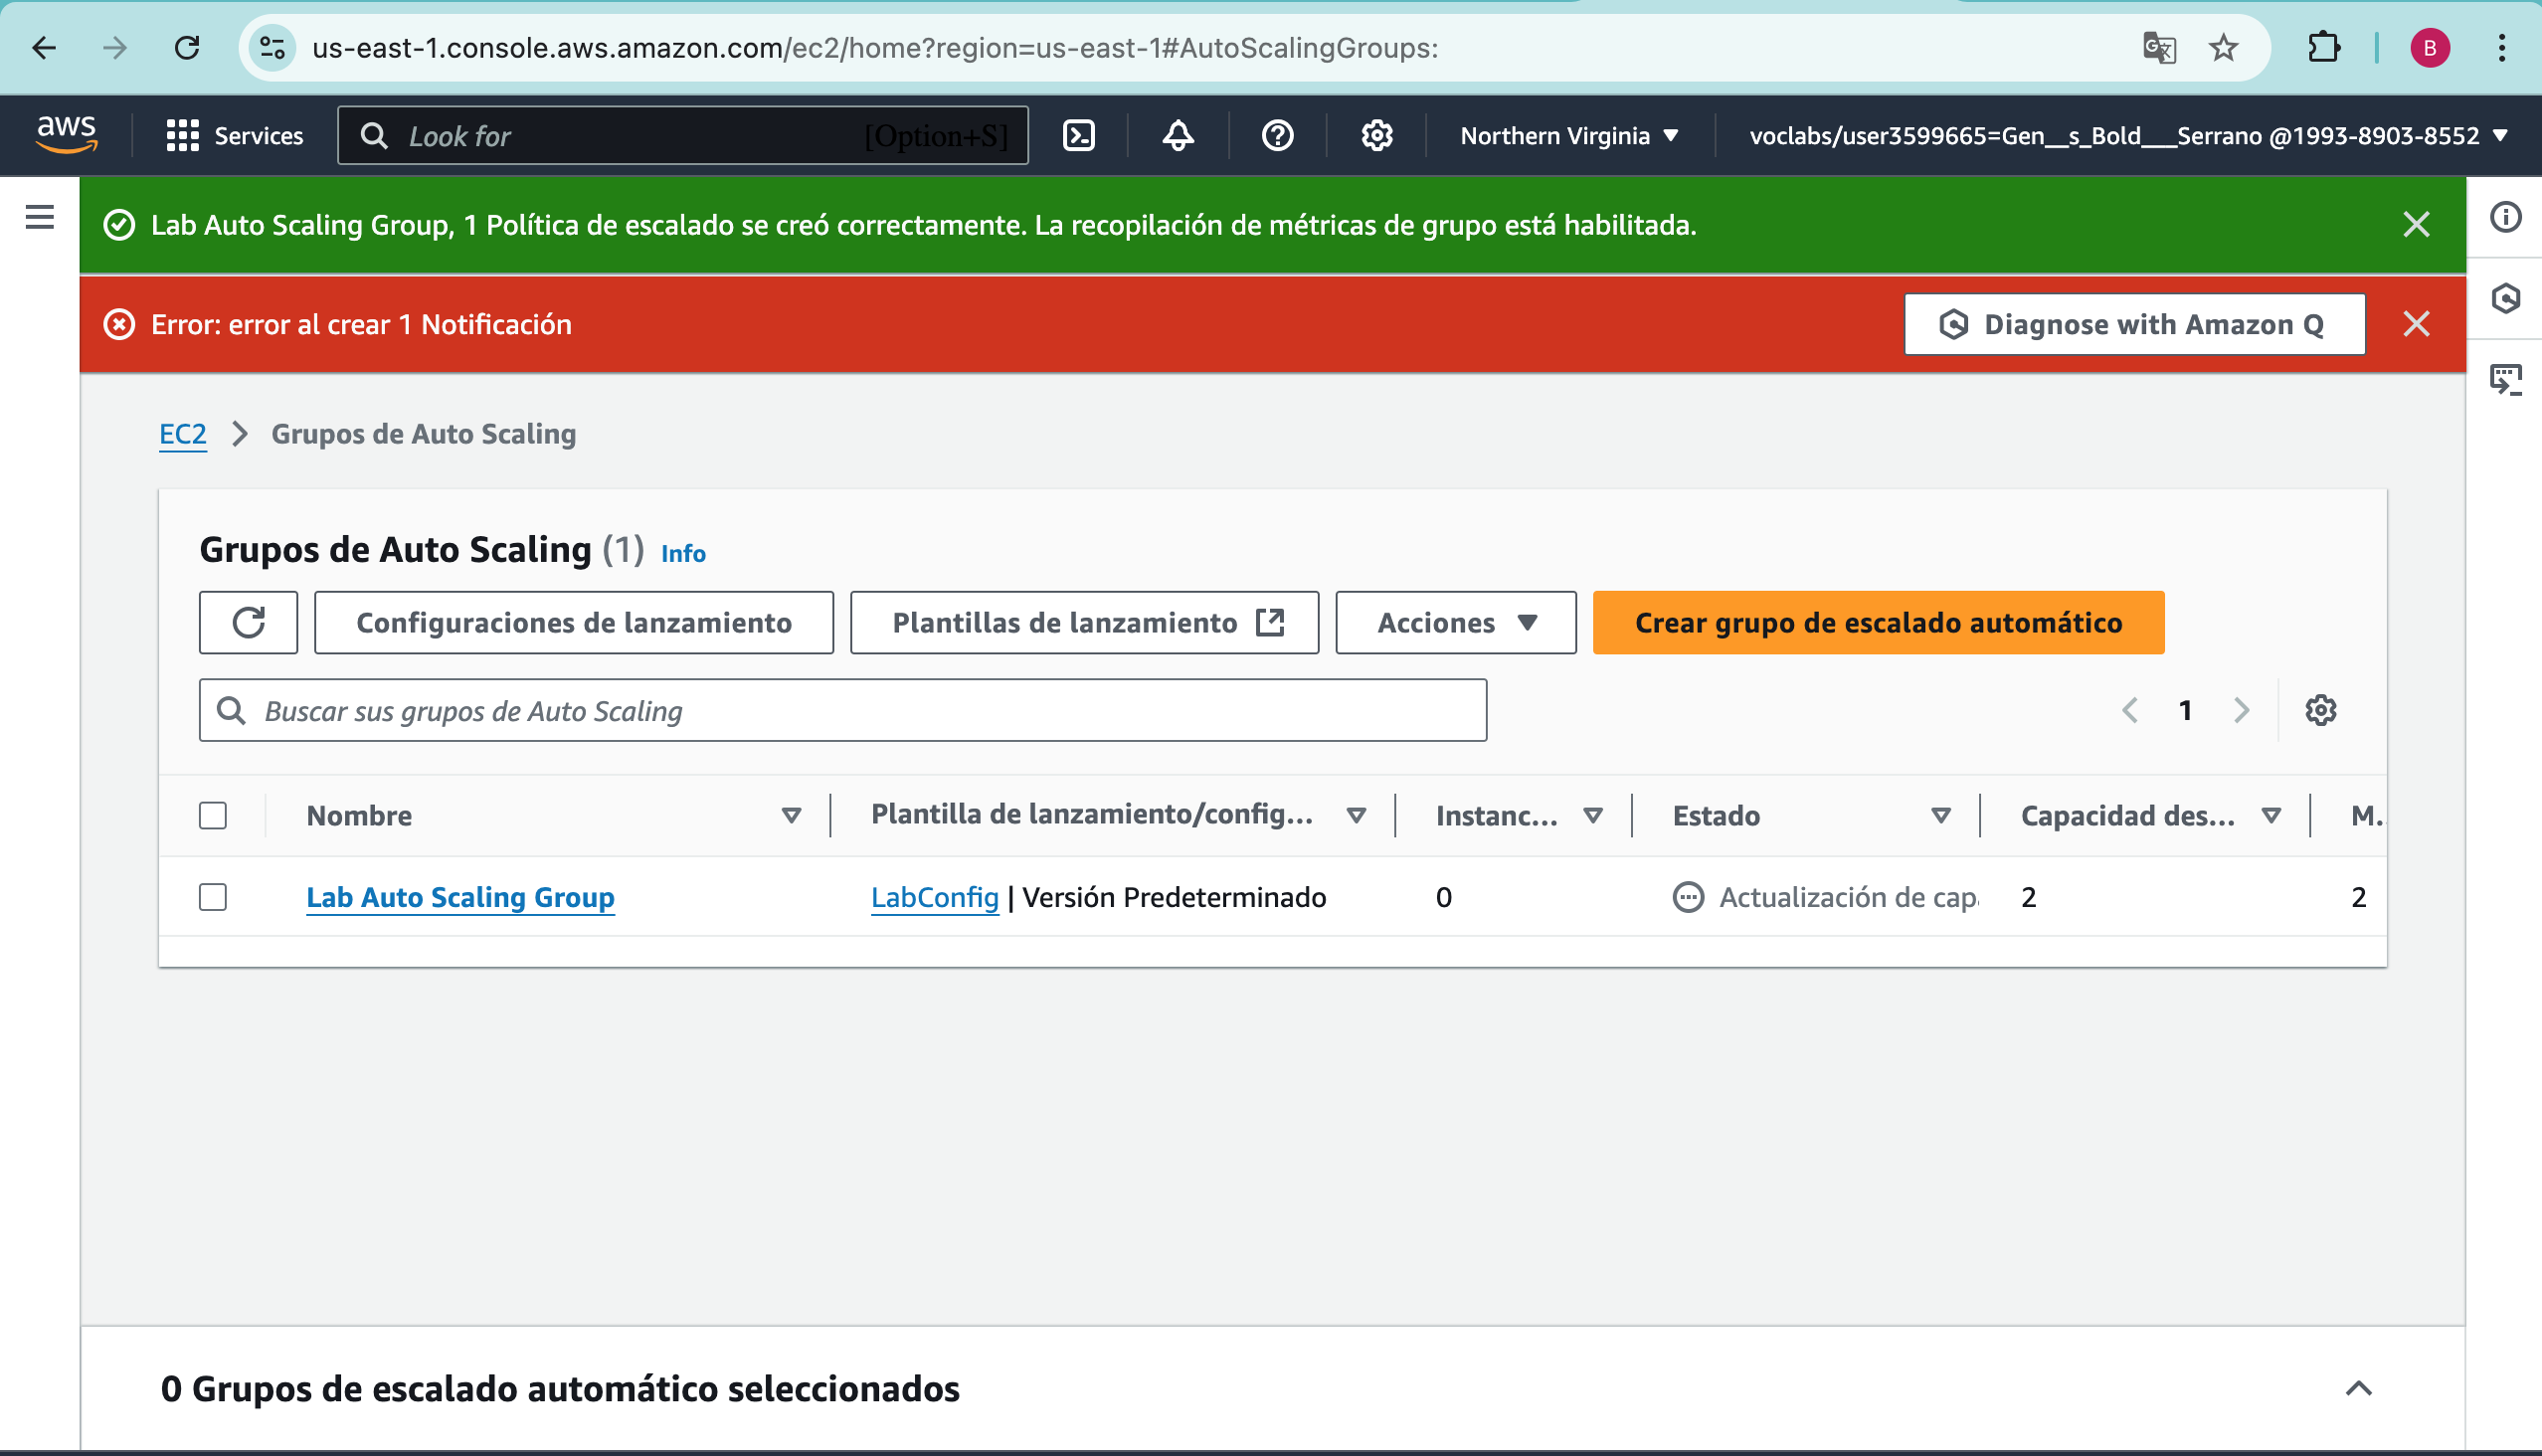 us-east-1.console.aws.amazon.com/ec2/home?region=us-east-1#AutoScalingGroups:
B
aws
Services
Look for
[Option+S]
Northern Virginia
voclabs/user3599665=Gen__s_Bold___Serrano @1993-8903-8552
Lab Auto Scaling Group, 1 Política de escalado se creó correctamente. La recopilación de métricas de grupo está habilitada.
Error: error al crear 1 Notificación
Diagnose with Amazon Q
EC2 > Grupos de Auto Scaling
Grupos de Auto Scaling (1) Info
Configuraciones de lanzamiento
Plantillas de lanzamiento
Acciones
Crear grupo de escalado automático
Buscar sus grupos de Auto Scaling
1
Nombre
Plantilla de lanzamiento/config...
Instanc...
Estado
Capacidad des...
M.
Lab Auto Scaling Group
LabConfig | Versión Predeterminado
0
Actualización de cap
2
2
0 Grupos de escalado automático seleccionados